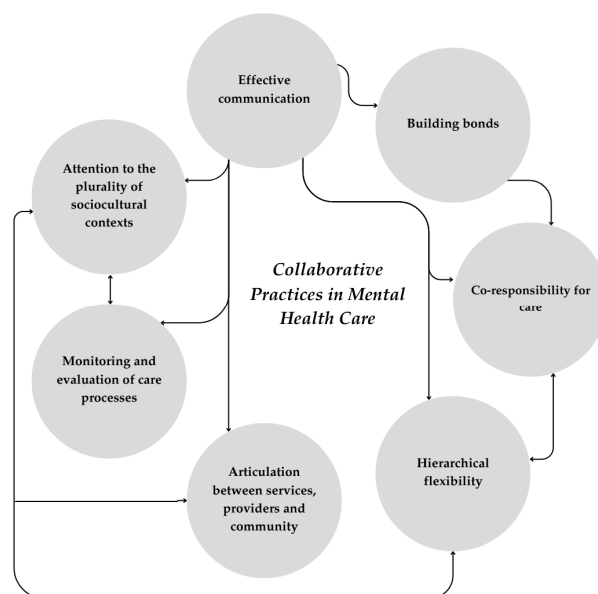 Effective
communication
Building bonds
Attention to the
plurality of
sociocultural
contexts
Collaborative
Practices in Mental
Health Care
Co-responsibility for
care
Monitoring and
evaluation of care
processes
Hierarchical
flexibility
Articulation
between services,
providers and
community